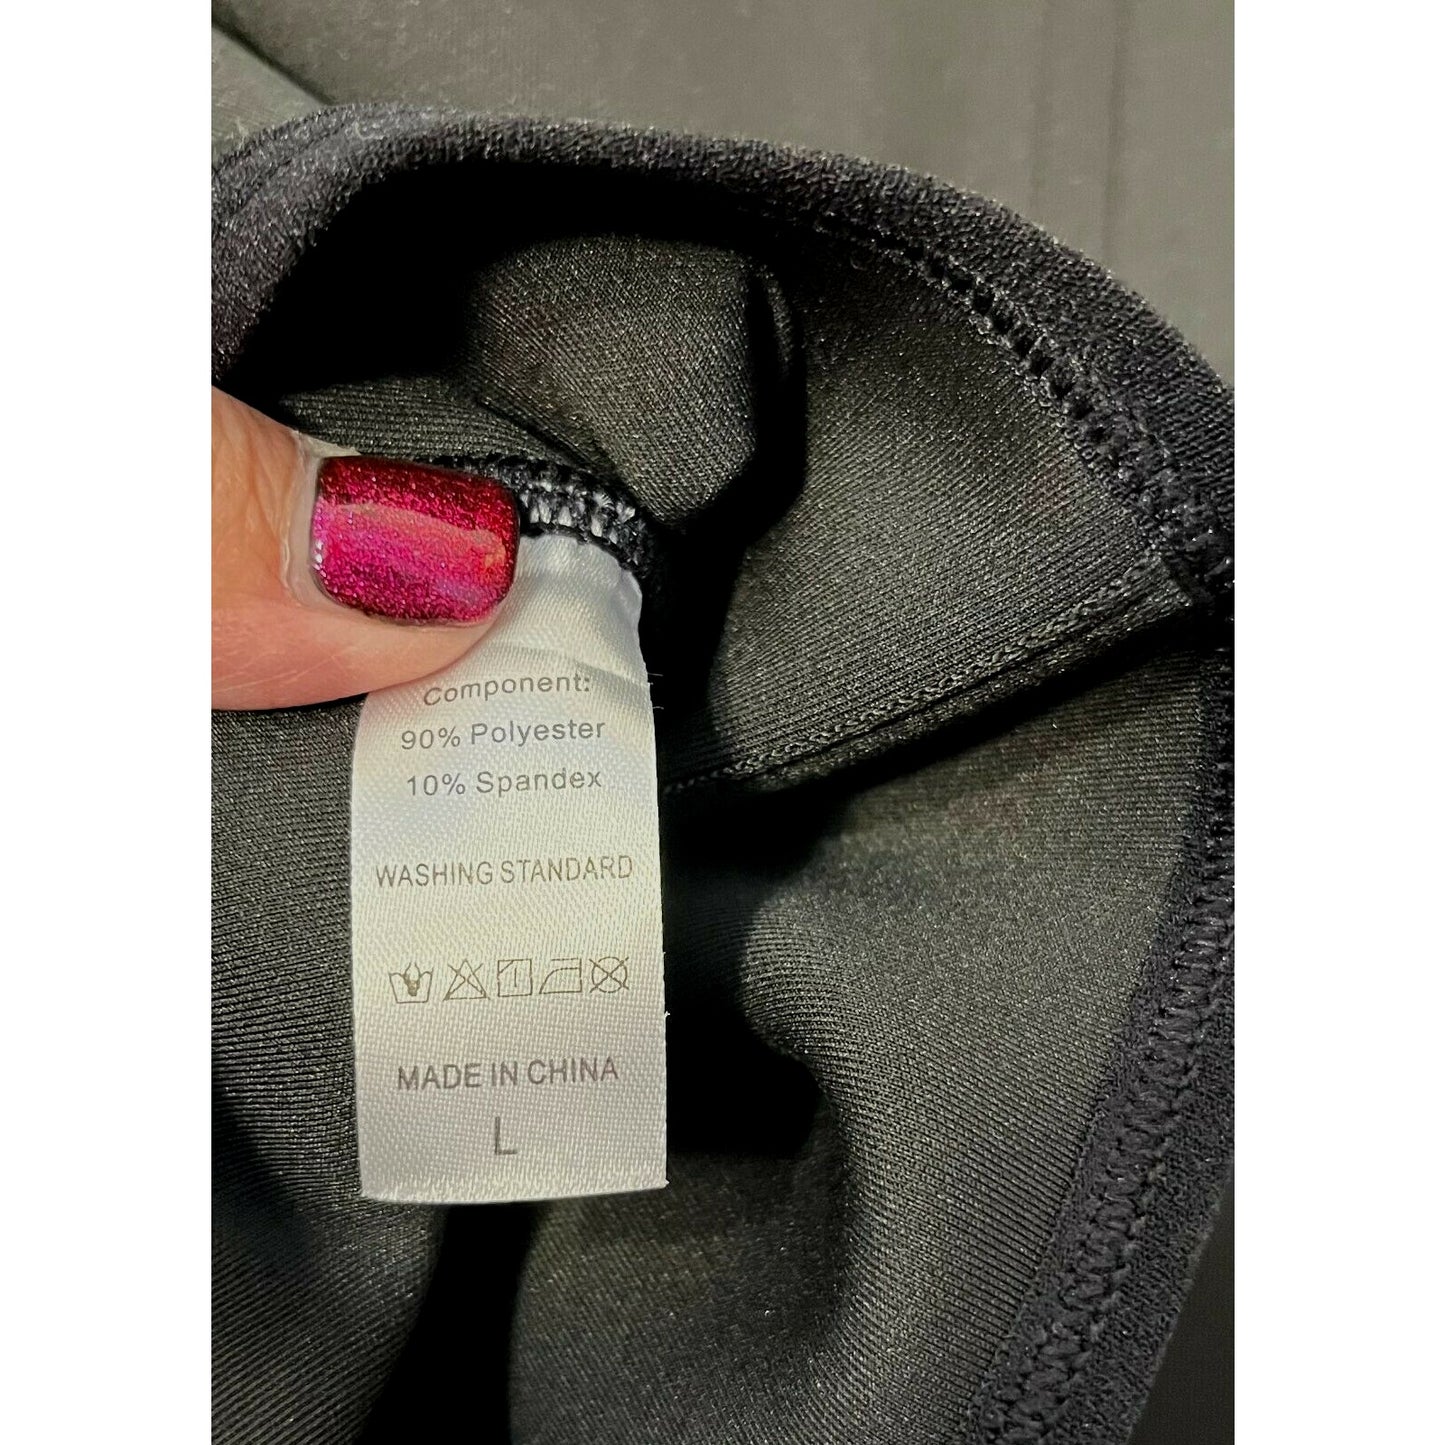 Component:
90% Polyester
10% Spandex
WASHING STANDARD
MADE IN CHINA
L